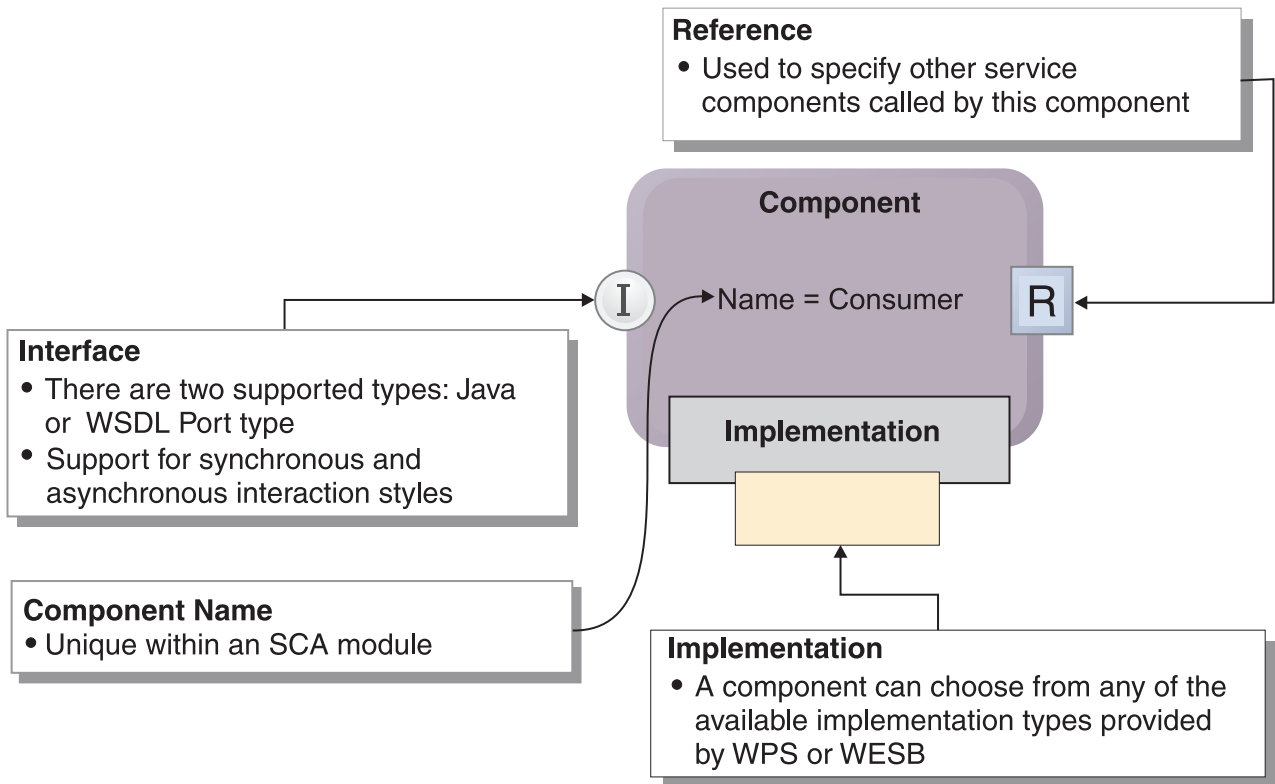 Reference
• Used to specify other service
components called by this component
Component
I
Name = Consumer
R
Interface
• There are two supported types: Java
or WSDL Port type
• Support for synchronous and
asynchronous interaction styles
Implementation
Component Name
• Unique within an SCA module
Implementation
• A component can choose from any of the
available implementation types provided
by WPS or WESB